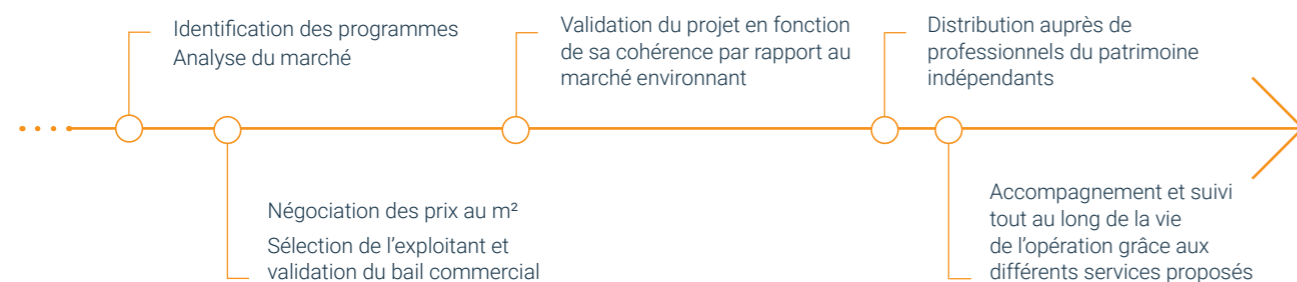 Identification des programmes
Analyse du marché
Négociation des prix au m²
Sélection de l’exploitant et
validation du bail commercial
Validation du projet en fonction
de sa cohérence par rapport au
marché environnant
Distribution auprès de
professionnels du patrimoine
indépendants
Accompagnement et suivi
tout au long de la vie
de l’opération grâce aux
différents services proposés